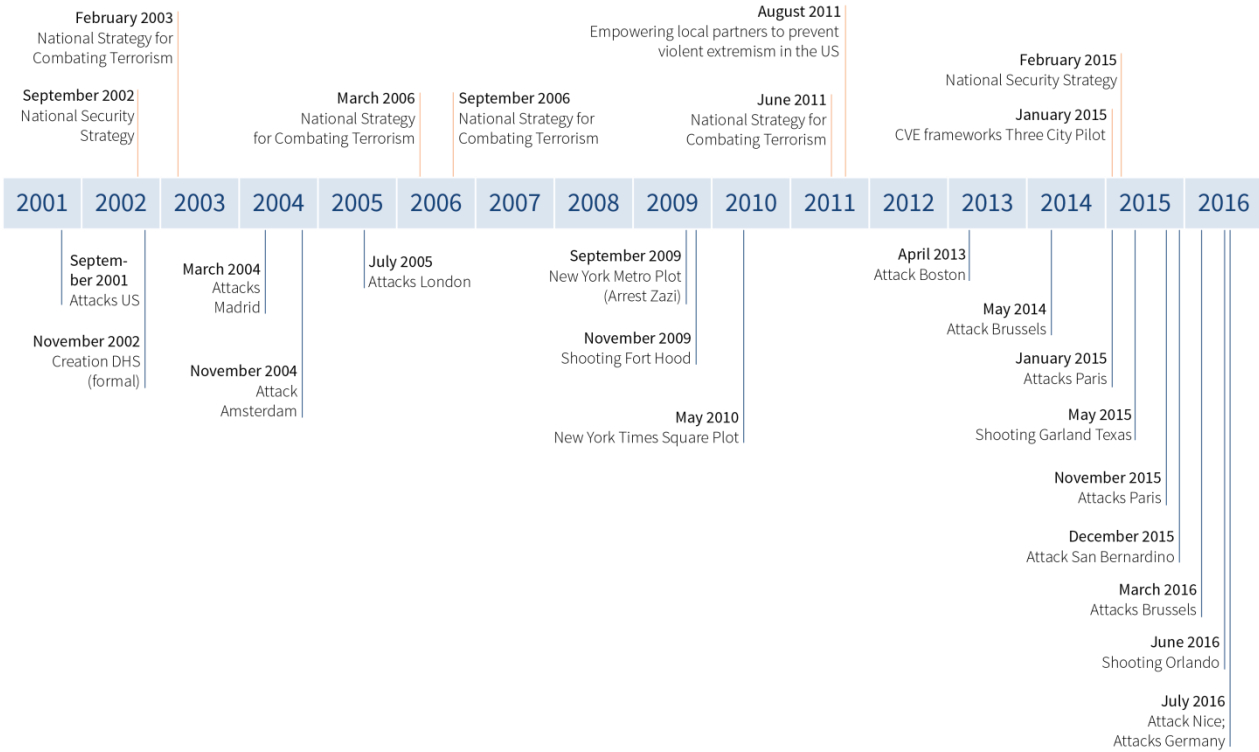 February 2003
National Strategy for
Combating Terrorism
September 2002
National Security
Strategy
March 2006
National Strategy
for Combating Terrorism
September 2006
National Strategy for
Combating Terrorism
August 2011
Empowering local partners to prevent
violent extremism in the US
June 2011
National Strategy for
Combating Terrorism
February 2015
National Security Strategy
January 2015
CVE frameworks Three City Pilot
2001 2002 2003 2004 2005 2006 2007 2008 2009 2010 2011 2012 2013 2014 2015 2016
Septem-
ber 2001
Attacks US
November 2002
Creation DHS
(formal)
March 2004
Attacks
Madrid
November 2004
Attack
Amsterdam
July 2005
Attacks London
September 2009
New York Metro Plot
(Arrest Zazi)
November 2009
Shooting Fort Hood
May 2010
New York Times Square Plot
April 2013
Attack Boston
May 2014
Attack Brussels
January 2015
Attacks Paris
May 2015
Shooting Garland Texas
November 2015
Attacks Paris
December 2015
Attack San Bernardino
March 2016
Attacks Brussels
June 2016
Shooting Orlando
July 2016
Attack Nice;
Attacks Germany